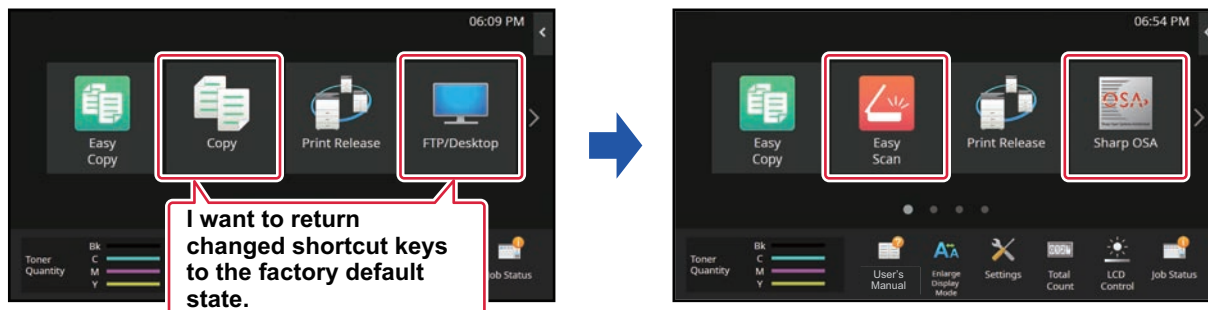 06:09 PM
Easy
Copy
Copy
Print Release
FTP/Desktop
I want to return
changed shortcut keys
to the factory default
state.
Toner
Quantity
Bk
C
M
Y
Job Status
06:54 PM
Easy
Copy
Easy
Scan
Print Release
Sharp OSA
OSA
Toner
Quantity
Bk
C
M
Y
User's
Manual
Enlarge
Display
Mode
Settings
Total
Count
LCD
Control
Job Status